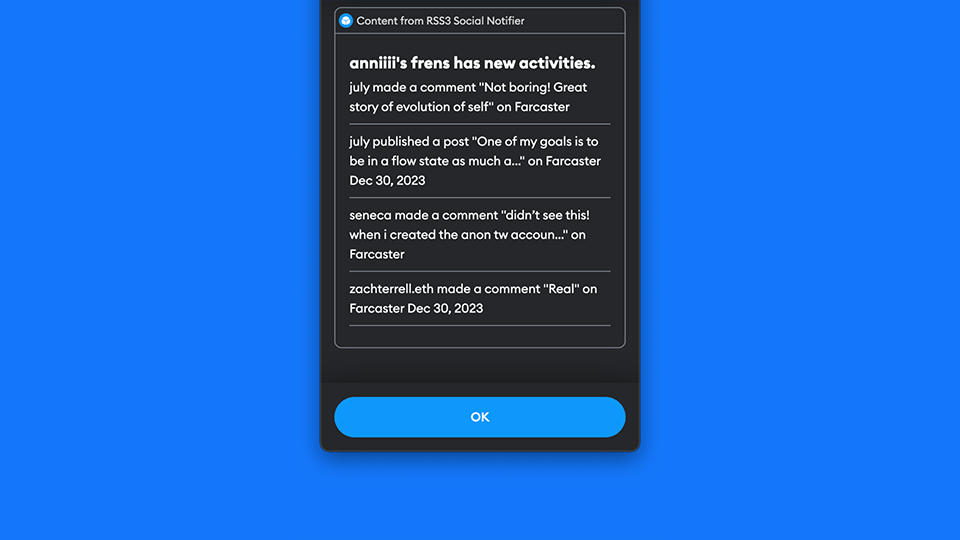 Content from RSS3 Social Notifier
anniiii's frens has new activities.
july made a comment "Not boring! Great
story of evolution of self" on Farcaster
july published a post "One of my goals is to
be in a flow state as much a..." on Farcaster
Dec 30, 2023
seneca made a comment "didn’t see this!
when i created the anon tw accoun..." on
Farcaster
zachterrell.eth made a comment "Real" on
Farcaster Dec 30, 2023
OK